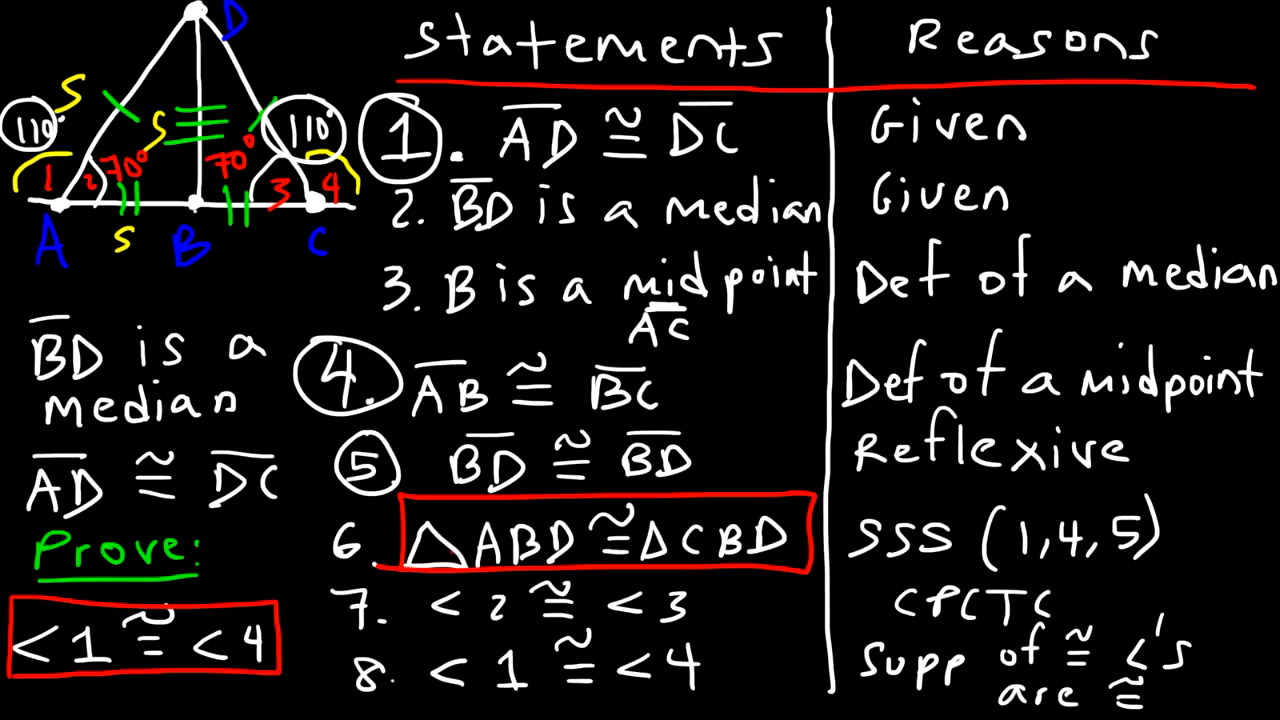 Statements Reasons
D
S
110° S 110°
1 2 70° 70° 3 4
A S B C
1. AD ≅ DC Given
2. BD is a median Given
3. B is a midpoint Def of a median
AC
BD is a
median
4. AB ≅ BC Def of a midpoint
5. BD ≅ BD Reflexive
AD ≅ DC
6. △ABD ≅ △CBD SSS (1,4,5)
Prove:
7. <2 ≅ <3 CPCTC
<1 ≅ <4
8. <1 ≅ <4 Supp of ≅ <'s
are ≅